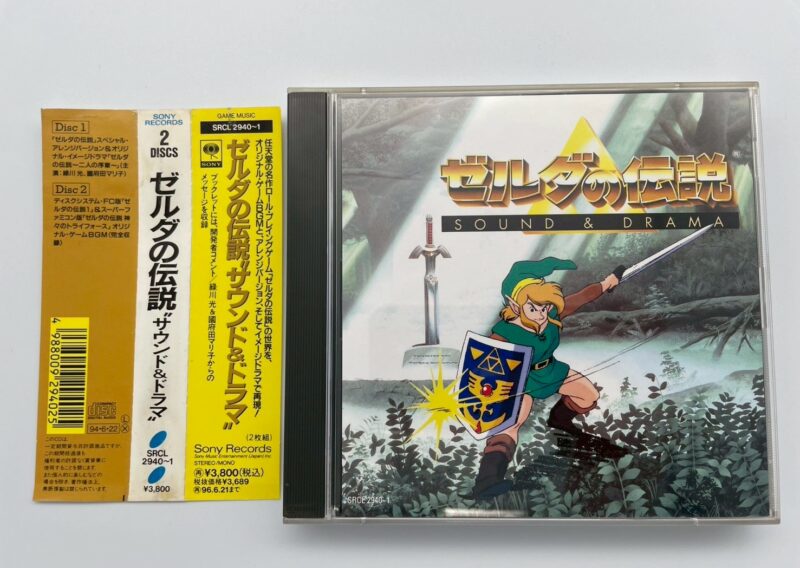 Disc 1
「ゼルダの伝説」スペシャル・
アレンジバージョン&オリジナ
ル・イメージドラマ「ゼルダ
の伝説〜二人の序章〜」(主
演:緑川 光、國府田マリ子)
Disc 2
ディスクシステム・FC版「ゼ
ルダの伝説1」&スーパーフ
ァミコン版「ゼルダの伝説 神
々のトライフォース」オリジ
ナル・ゲームBGM(完全収
録)
4988009294025
COMPACT
disc
DIGITAL AUDIO
94・6・22
このCDは、
SONY
RECORDS
2
DISCS
ゼルダの伝説
“サウンド&ドラマ”
SRCL
2940~1
¥3,800
GAME MUSIC
SRCL 2940~1
SONY
任天堂の名作ロール・プレイングゲーム、「ゼルダの伝説」の世界を、
オリジナル・ゲームBGMと、アレンジバージョン、そしてイメージドラマで再現!
ゼルダの伝説“サウンド&ドラマ”
ブックレットには、開発者コメント/緑川 光&國府田マリ子からの
メッセージを収録
(2枚組)
Sony Records
Sony Music Entertainment (Japan) Inc.
STEREO/MONO
¥3,800(税込)
税抜価格¥3,689
96.6.21まで
ゼルダの伝説
SOUND & DRAMA
SRCL 2940~1